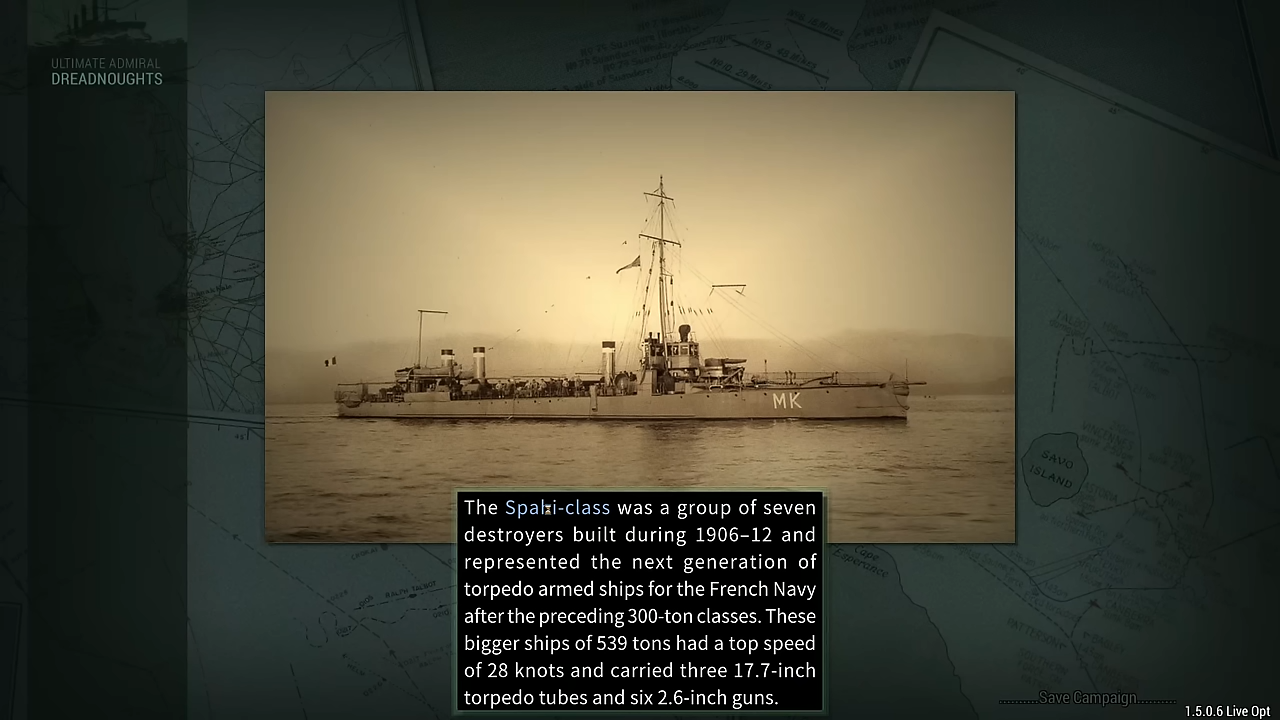 ULTIMATE ADMIRAL
DREADNOUGHTS
MK
The Spahi-class was a group of seven
destroyers built during 1906–12 and
represented the next generation of
torpedo armed ships for the French Navy
after the preceding 300-ton classes. These
bigger ships of 539 tons had a top speed
of 28 knots and carried three 17.7-inch
torpedo tubes and six 2.6-inch guns.
SAVO
ISLAND
Cape
Esperance
..........Save Campaign..........
1.5.0.6 Live Opt